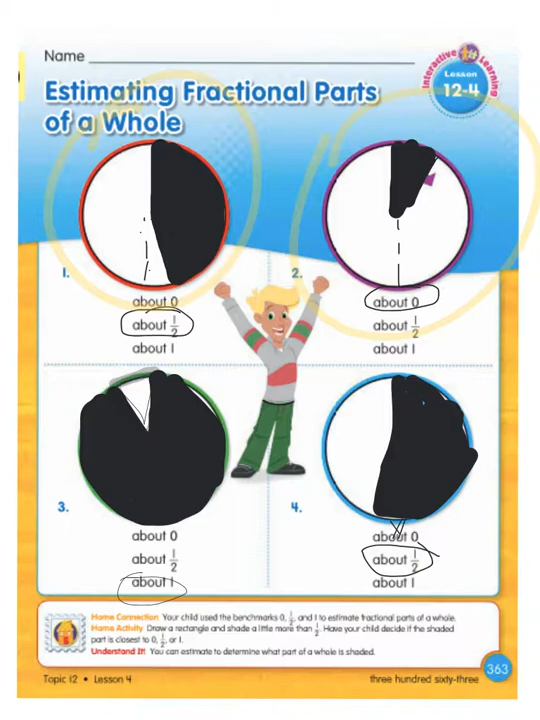 Name
Interactive Learning
Lesson
12-4
Estimating Fractional Parts
of a Whole
1.
about 0
about 1/2
about 1
2.
about 0
about 1/2
about 1
3.
about 0
about 1/2
about 1
4.
about 0
about 1/2
about 1
Home Connection Your child used the benchmarks 0, 1/2, and 1 to estimate fractional parts of a whole.
Home Activity Draw a rectangle and shade a little more than 1/2. Have your child decide if the shaded
part is closest to 0, 1/2, or 1.
Understand It! You can estimate to determine what part of a whole is shaded.
363
Topic 12 • Lesson 4
three hundred sixty-three